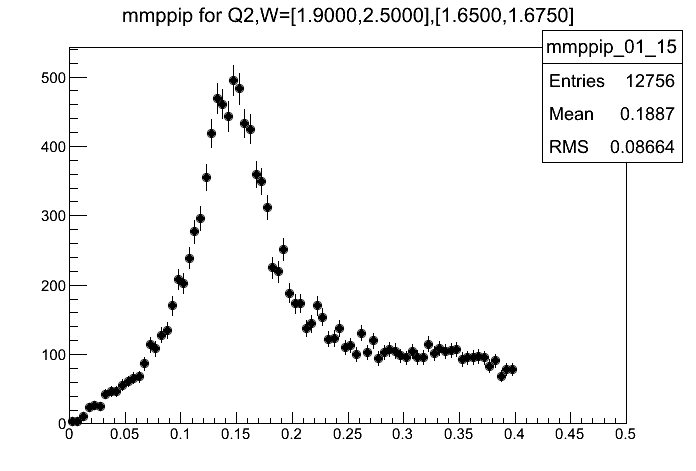 mmppip for Q2,W=[1.9000,2.5000],[1.6500,1.6750]
mmppip_01_15
Entries 12756
Mean 0.1887
RMS 0.08664
500
400
300
200
100
0
0 0.05 0.1 0.15 0.2 0.25 0.3 0.35 0.4 0.45 0.5